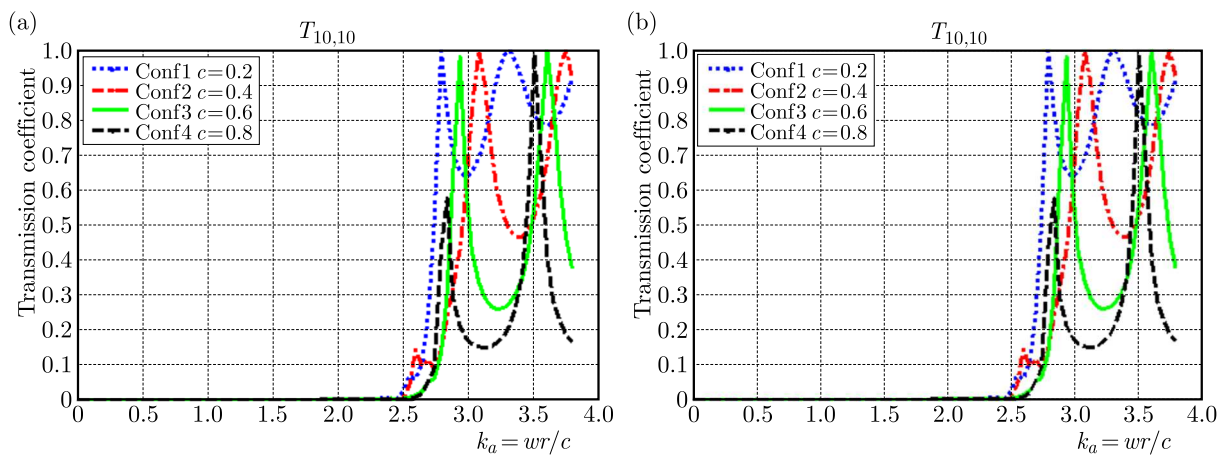 (a)
T10,10
Transmission coefficient
1.0
0.9
0.8
0.7
0.6
0.5
0.4
0.3
0.2
0.1
0
Conf1 c=0.2
Conf2 c=0.4
Conf3 c=0.6
Conf4 c=0.8
0 0.5 1.0 1.5 2.0 2.5 3.0 3.5 4.0
ka=wr/c
(b)
T10,10
Transmission coefficient
1.0
0.9
0.8
0.7
0.6
0.5
0.4
0.3
0.2
0.1
0
Conf1 c=0.2
Conf2 c=0.4
Conf3 c=0.6
Conf4 c=0.8
0 0.5 1.0 1.5 2.0 2.5 3.0 3.5 4.0
ka=wr/c